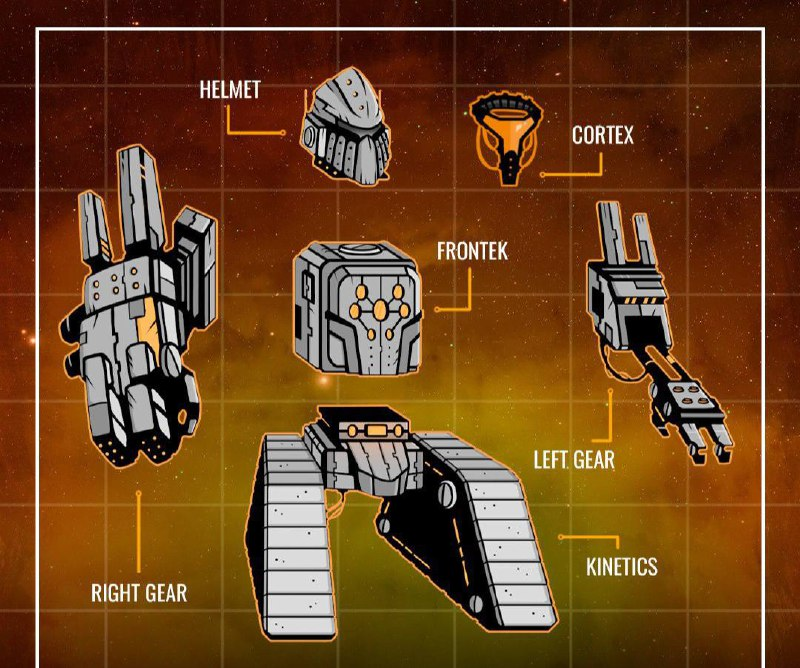 HELMET
CORTEX
FRONTEK
LEFT GEAR
KINETICS
RIGHT GEAR